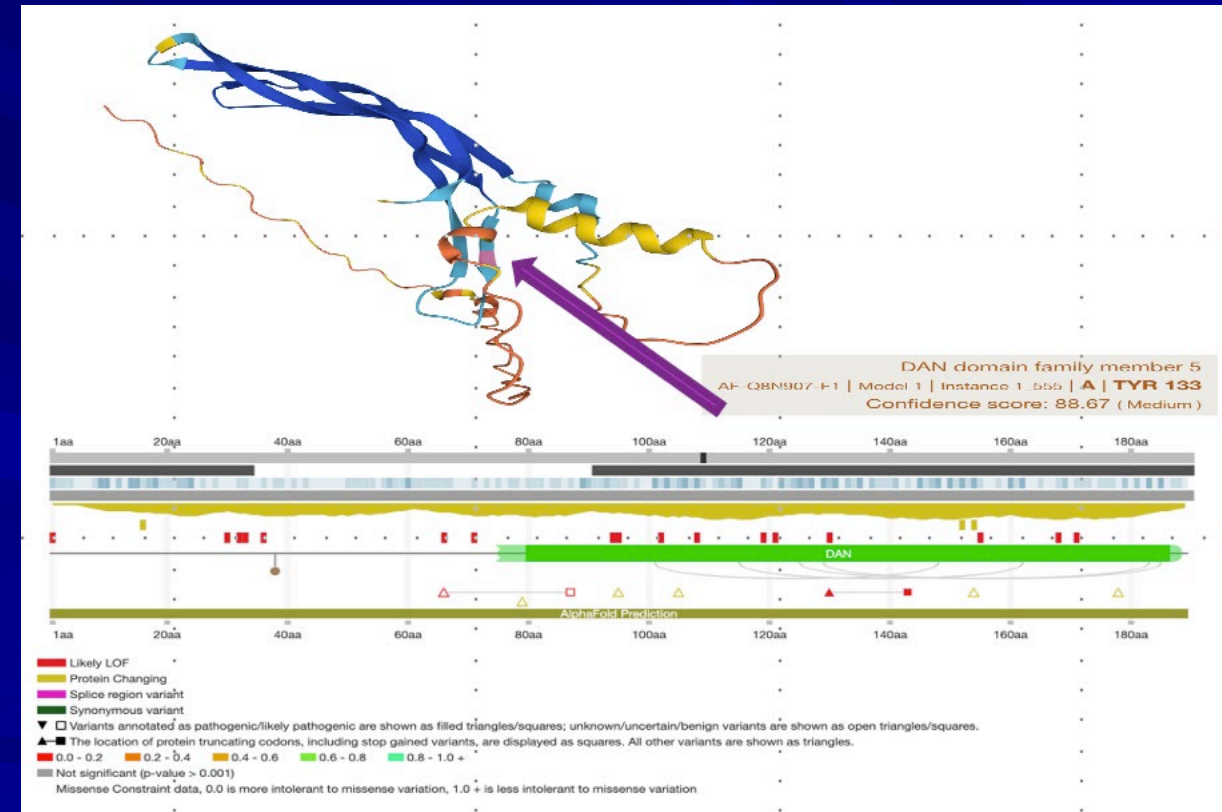 DAN domain family member 5
AF-Q8N907-F1 | Model 1 | Instance 1_555 | A | TYR 133
Confidence score: 88.67 ( Medium )
1aa 20aa 40aa 60aa 80aa 100aa 120aa 140aa 160aa 180aa
DAN
AlphaFold Prediction
1aa 20aa 40aa 60aa 80aa 100aa 120aa 140aa 160aa 180aa
Likely LOF
Protein Changing
Splice region variant
Synonymous variant
Variants annotated as pathogenic/likely pathogenic are shown as filled triangles/squares; unknown/uncertain/benign variants are shown as open triangles/squares.
The location of protein truncating codons, including stop gained variants, are displayed as squares. All other variants are shown as triangles.
0.0 - 0.2 0.2 - 0.4 0.4 - 0.6 0.6 - 0.8 0.8 - 1.0 +
Not significant (p-value > 0.001)
Missense Constraint data, 0.0 is more intolerant to missense variation, 1.0 + is less intolerant to missense variation